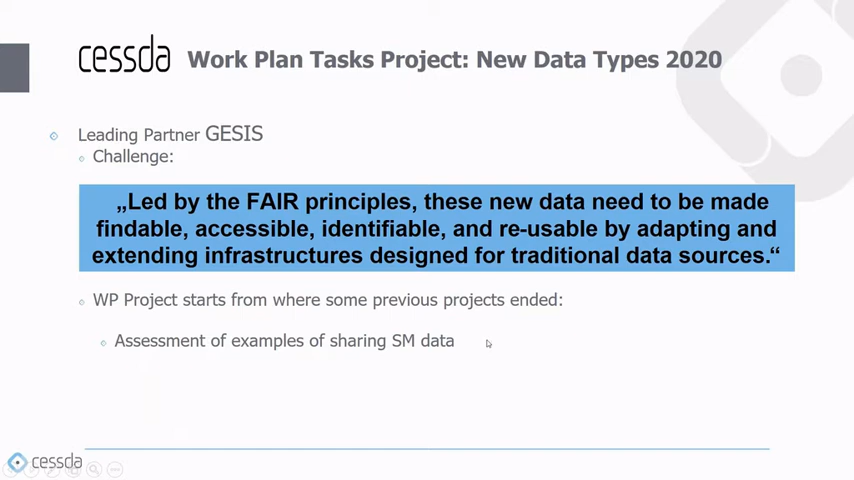 cessda Work Plan Tasks Project: New Data Types 2020
Leading Partner GESIS
Challenge:
„Led by the FAIR principles, these new data need to be made
findable, accessible, identifiable, and re-usable by adapting and
extending infrastructures designed for traditional data sources.“
WP Project starts from where some previous projects ended:
Assessment of examples of sharing SM data
cessda